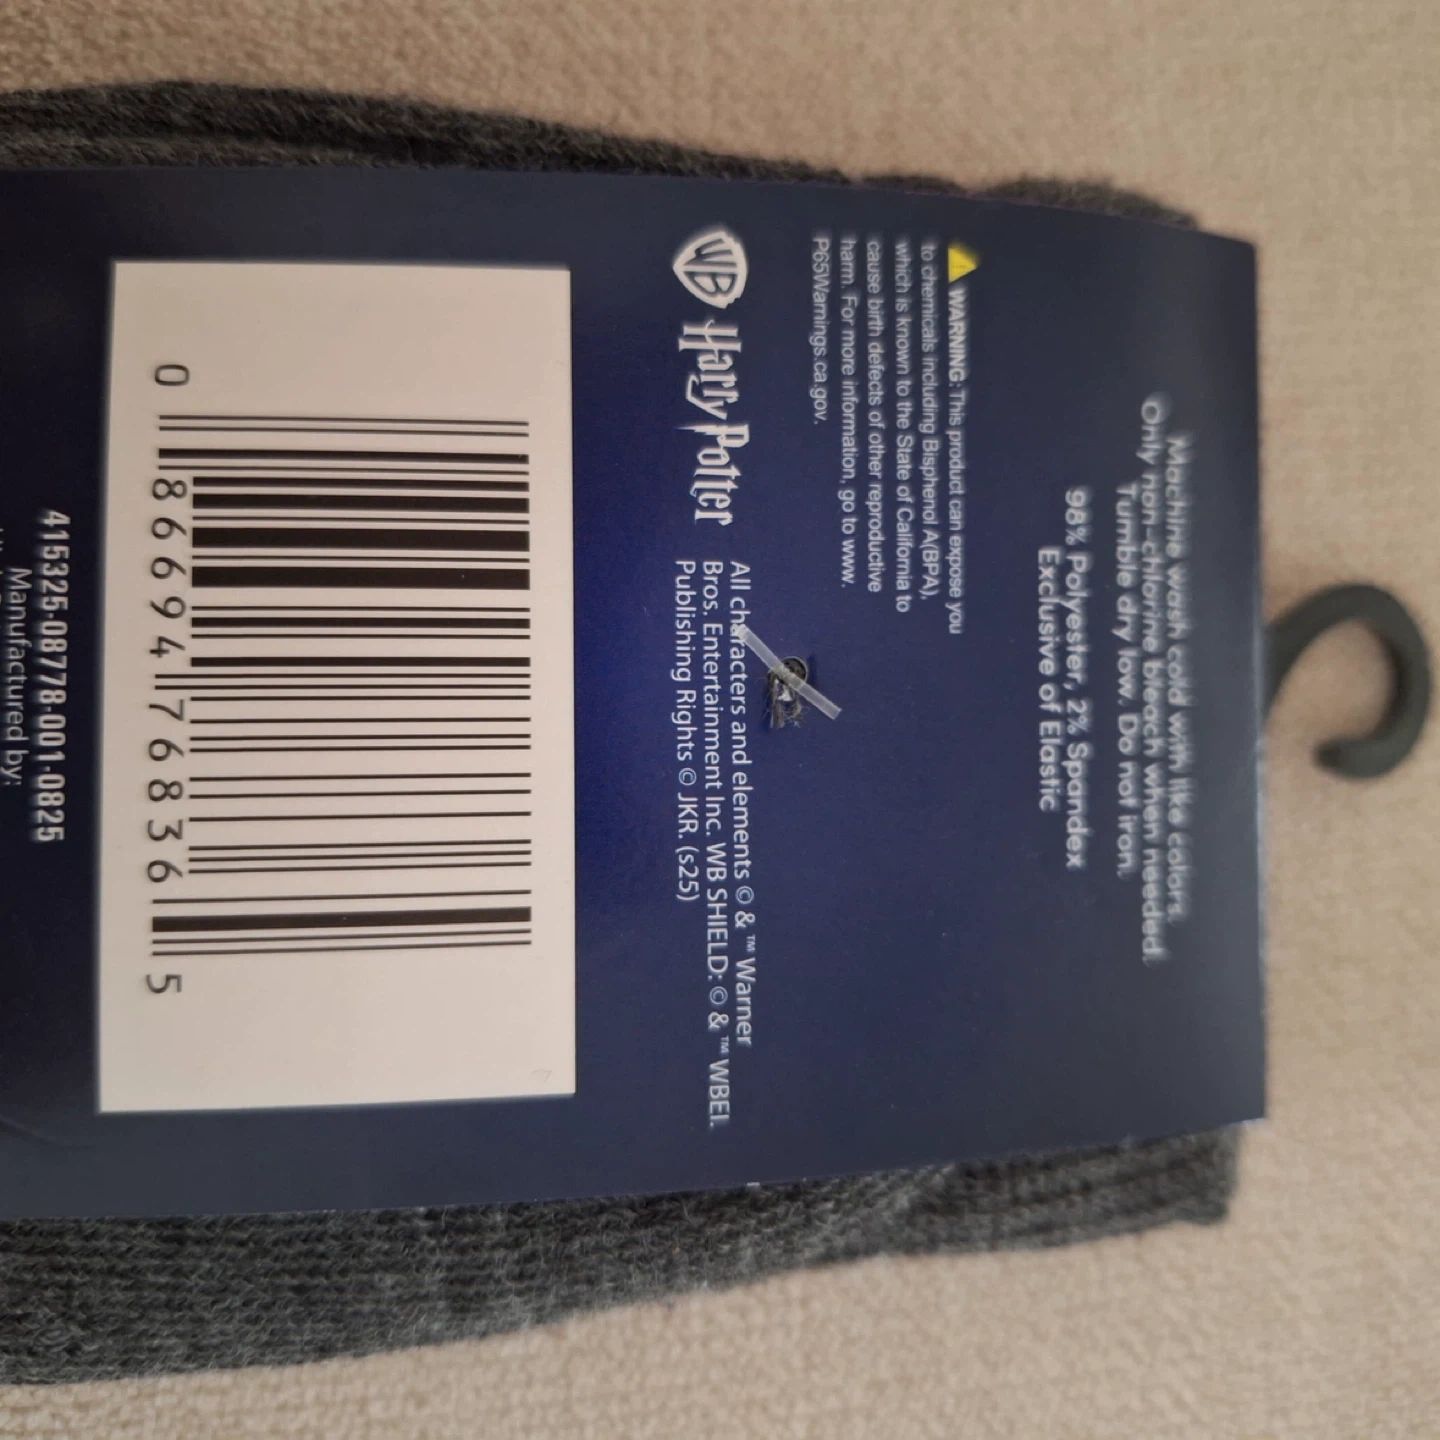 Machine wash cold with like colors.
Only non-chlorine bleach when needed.
Tumble dry low. Do not iron.
98% Polyester, 2% Spandex
Exclusive of Elastic
WARNING: This product can expose you
to chemicals including Bisphenol A(BPA),
which is known to the State of California to
cause birth defects of other reproductive
harm. For more information, go to www.
P65Warnings.ca.gov.
WB Harry Potter
All characters and elements © & ™ Warner
Bros. Entertainment Inc. WB SHIELD: © & ™ WBEI.
Publishing Rights © JKR. (s25)
0 86694 76836 5
415325-08778-001-0825
Manufactured by: